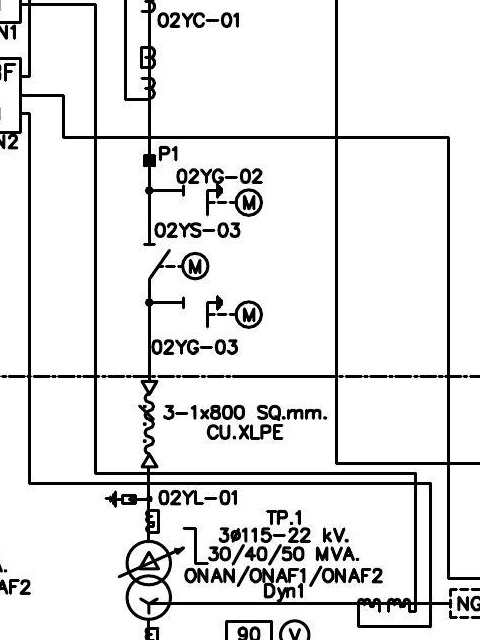 02YC-01
N1
BF
N2
P1
02YG-02
M
02YS-03
M
M
02YG-03
3-1x800 SQ.mm.
CU.XLPE
02YL-01
TP.1
3ø115-22 kV.
30/40/50 MVA.
ONAN/ONAF1/ONAF2
Dyn1
A.
AF2
NG
90
V